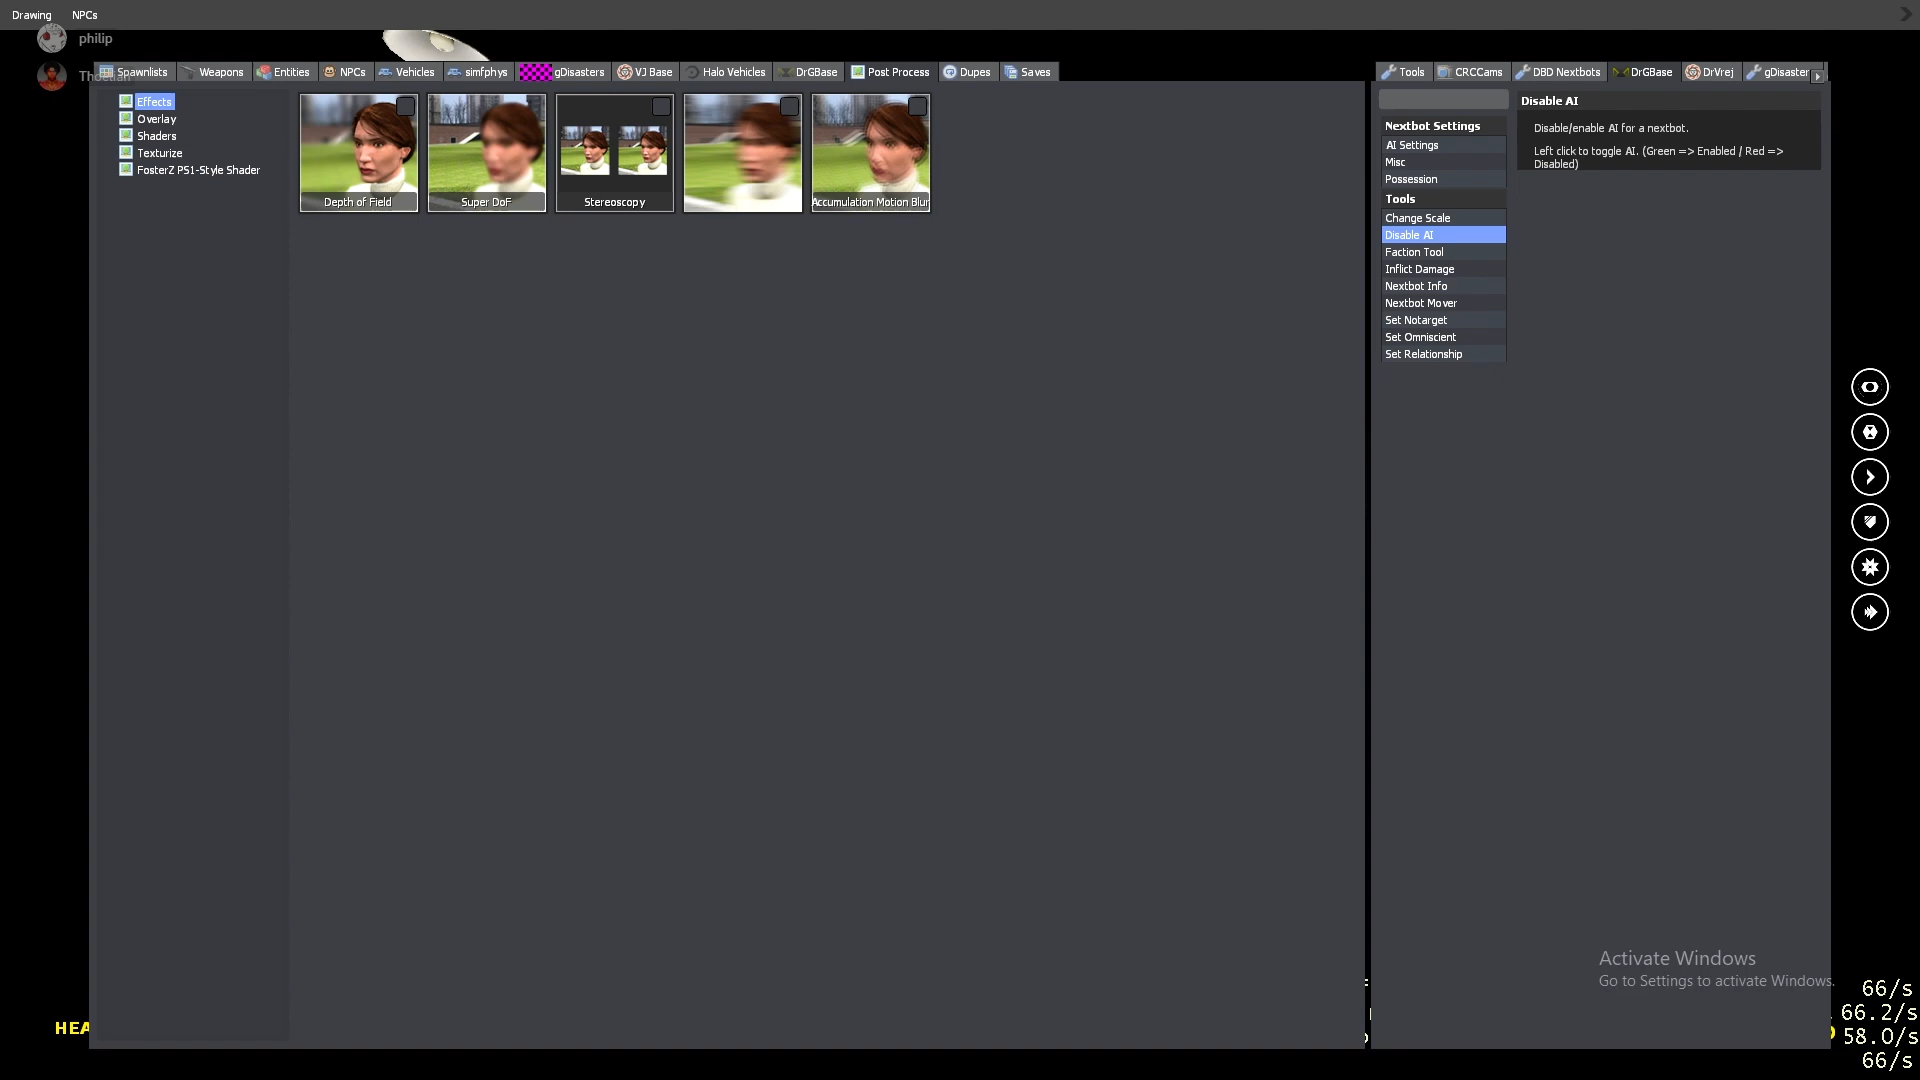 Drawing NPCs
philip
Spawnlists Weapons Entities NPCs Vehicles simfphys gDisasters VJ Base Halo Vehicles DrGBase Post Process Dupes Saves
Effects
Overlay
Shaders
Texturize
FosterZ PS1-Style Shader
Depth of Field Super DoF Stereoscopy Accumulation Motion Blur
Tools CRCCams DBD Nextbots DrGBase DrVrej gDisaster
Nextbot Settings
AI Settings
Misc
Possession
Tools
Change Scale
Disable AI
Faction Tool
Inflict Damage
Nextbot Info
Nextbot Mover
Set Notarget
Set Omniscient
Set Relationship
Disable AI
Disable/enable AI for a nextbot.
Left click to toggle AI. (Green => Enabled / Red =>
Disabled)
Activate Windows
Go to Settings to activate Windows.
HEA
66/s
66.2/s
58.0/s
66/s